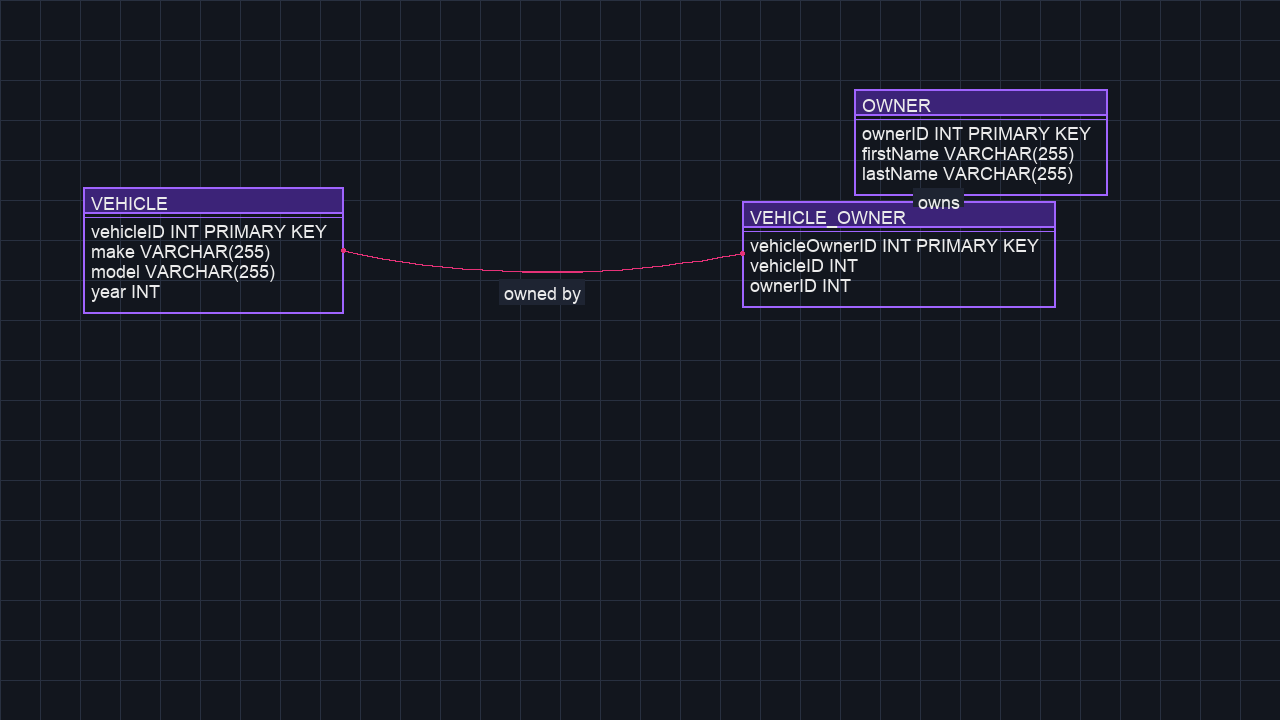 OWNER
ownerID INT PRIMARY KEY
firstName VARCHAR(255)
lastName VARCHAR(255)
owns
VEHICLE
vehicleID INT PRIMARY KEY
make VARCHAR(255)
model VARCHAR(255)
year INT
owned by
VEHICLE_OWNER
vehicleOwnerID INT PRIMARY KEY
vehicleID INT
ownerID INT